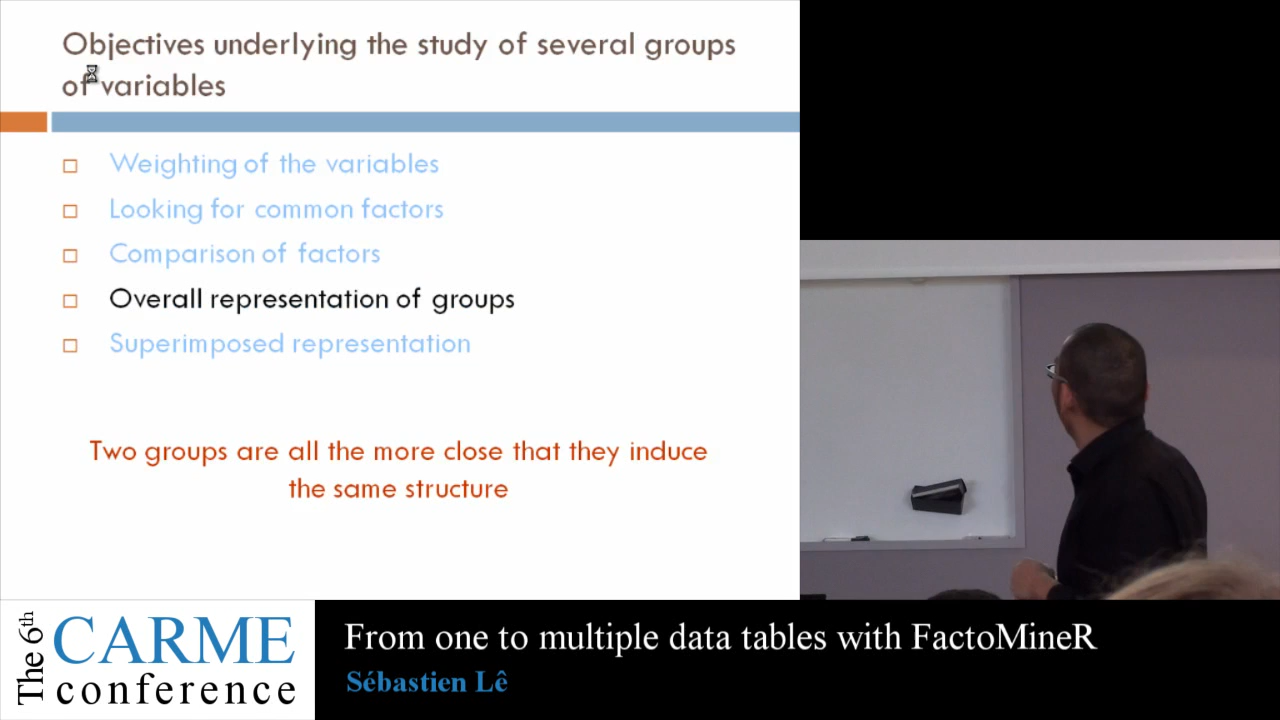 Objectives underlying the study of several groups
of variables
Weighting of the variables
Looking for common factors
Comparison of factors
Overall representation of groups
Superimposed representation
Two groups are all the more close that they induce
the same structure
The 6th CARME
conference
From one to multiple data tables with FactoMineR
Sébastien Lê